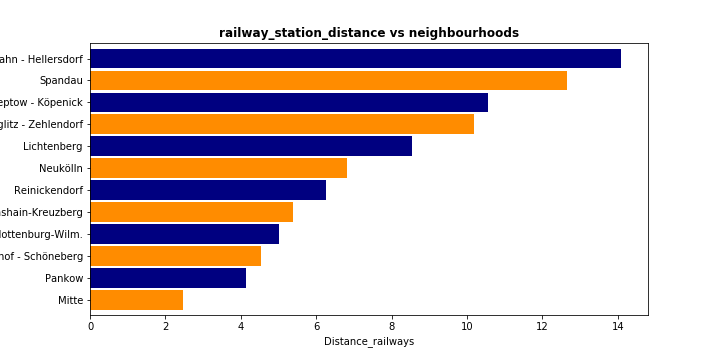 railway_station_distance vs neighbourhoods
ahn - Hellersdorf
Spandau
eptow - Köpenick
glitz - Zehlendorf
Lichtenberg
Neukölln
Reinickendorf
shain-Kreuzberg
lottenburg-Wilm.
hof - Schöneberg
Pankow
Mitte
0 2 4 6 8 10 12 14
Distance_railways